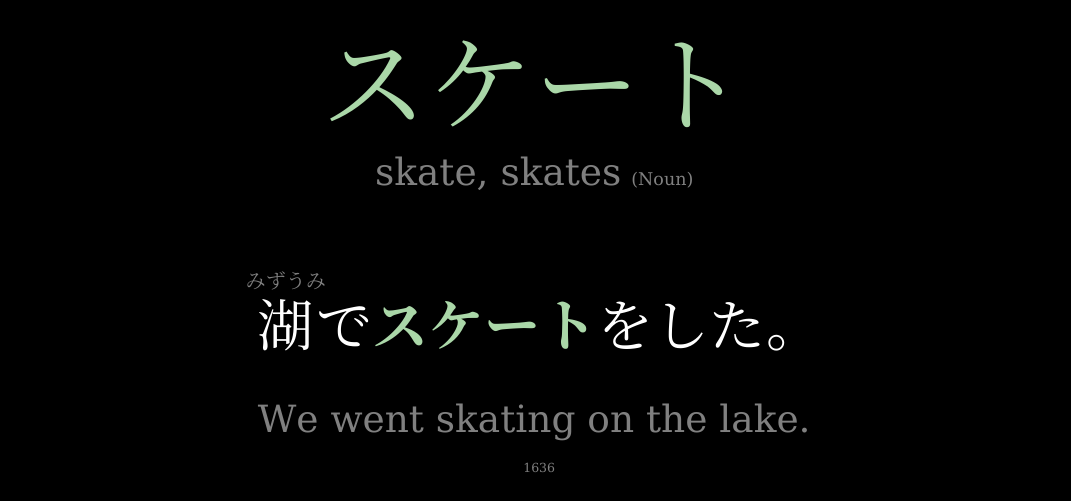 スケート
skate, skates (Noun)
みずうみ
湖でスケートをした。
We went skating on the lake.
1636